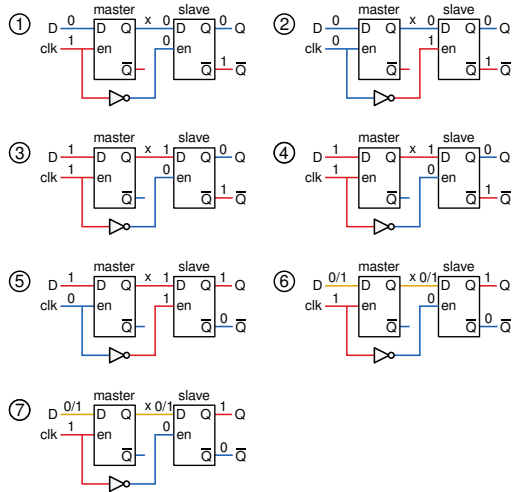 1 master slave
D 0 D Q x 0 D Q 0 Q
clk 1 en 0 en
Q̅ Q̅ 1 Q̅
2 master slave
D 0 D Q x 0 D Q 0 Q
clk 0 en 1 en
Q̅ Q̅ 1 Q̅
3 master slave
D 1 D Q x 1 D Q 0 Q
clk 1 en 0 en
Q̅ Q̅ 1 Q̅
4 master slave
D 1 D Q x 1 D Q 0 Q
clk 1 en 0 en
Q̅ Q̅ 1 Q̅
5 master slave
D 1 D Q x 1 D Q 1 Q
clk 0 en 1 en
Q̅ Q̅ 0 Q̅
6 master slave
D 0/1 D Q x 0/1 D Q 1 Q
clk 1 en 0 en
Q̅ Q̅ 0 Q̅
7 master slave
D 0/1 D Q x 0/1 D Q 1 Q
clk 1 en 0 en
Q̅ Q̅ 0 Q̅